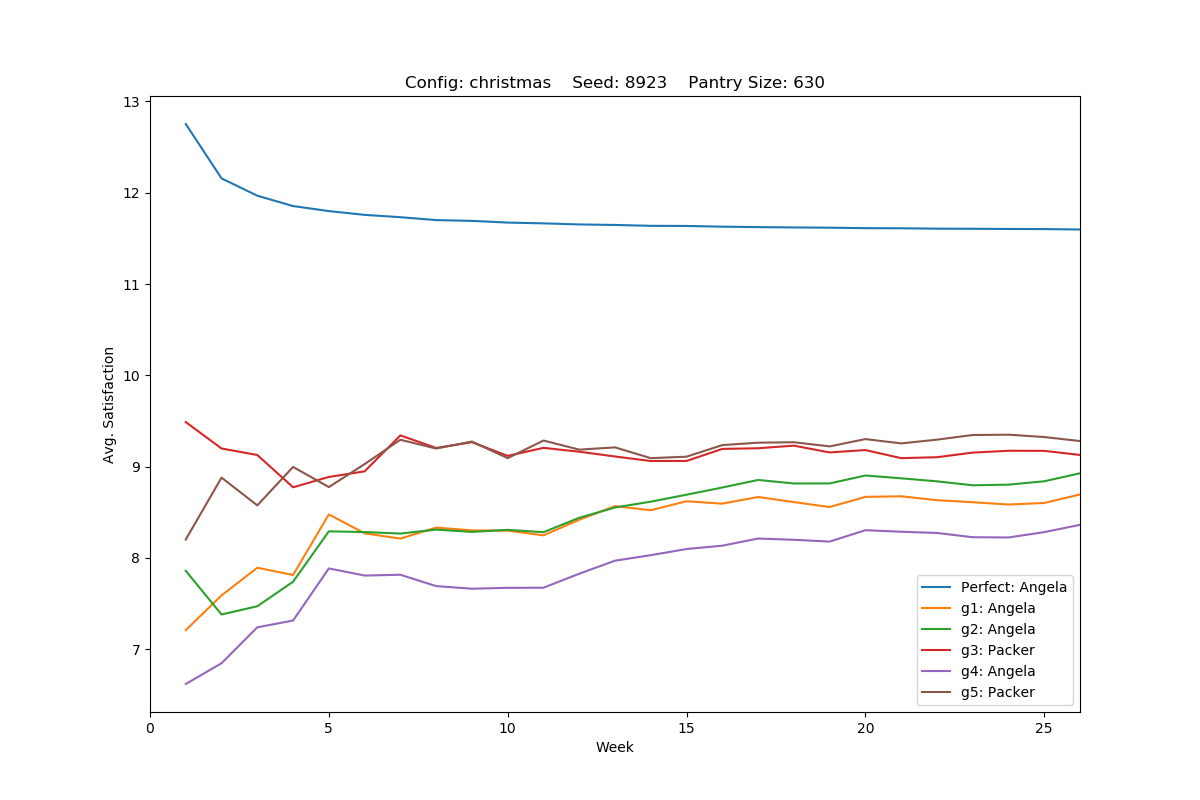 Config: christmas    Seed: 8923    Pantry Size: 630
13
12
11
10
9
8
7
Avg. Satisfaction
0
5
10
15
20
25
Week
Perfect: Angela
g1: Angela
g2: Angela
g3: Packer
g4: Angela
g5: Packer